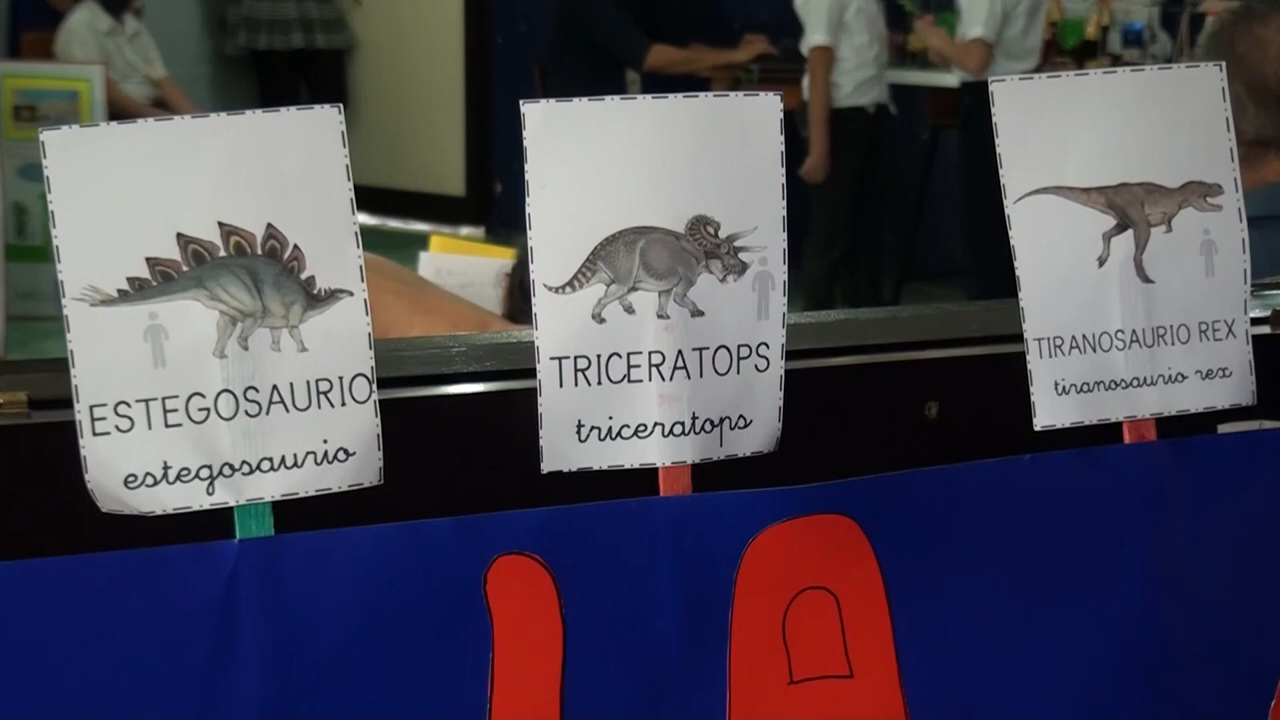 ESTEGOSAURIO
estegosaurio
TRICERATOPS
triceratops
TIRANOSAURIO REX
tiranosaurio rex